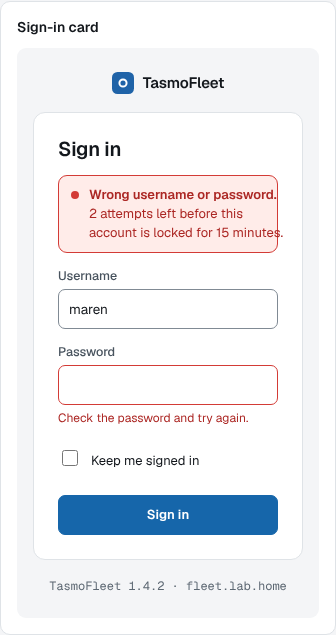 Sign-in card
TasmoFleet
Sign in
Wrong username or password.
2 attempts left before this
account is locked for 15 minutes.
Username
maren
Password
Check the password and try again.
Keep me signed in
Sign in
TasmoFleet 1.4.2 · fleet.lab.home